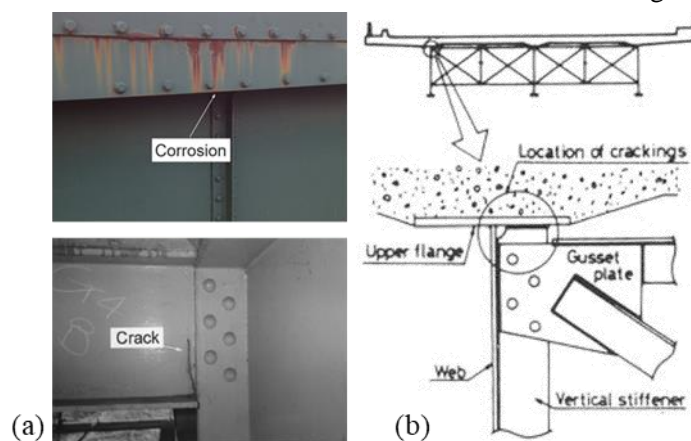 Corrosion
Crack
(a)
Location of crackings
Upper flange
Gusset
plate
Web
Vertical stiffener
(b)